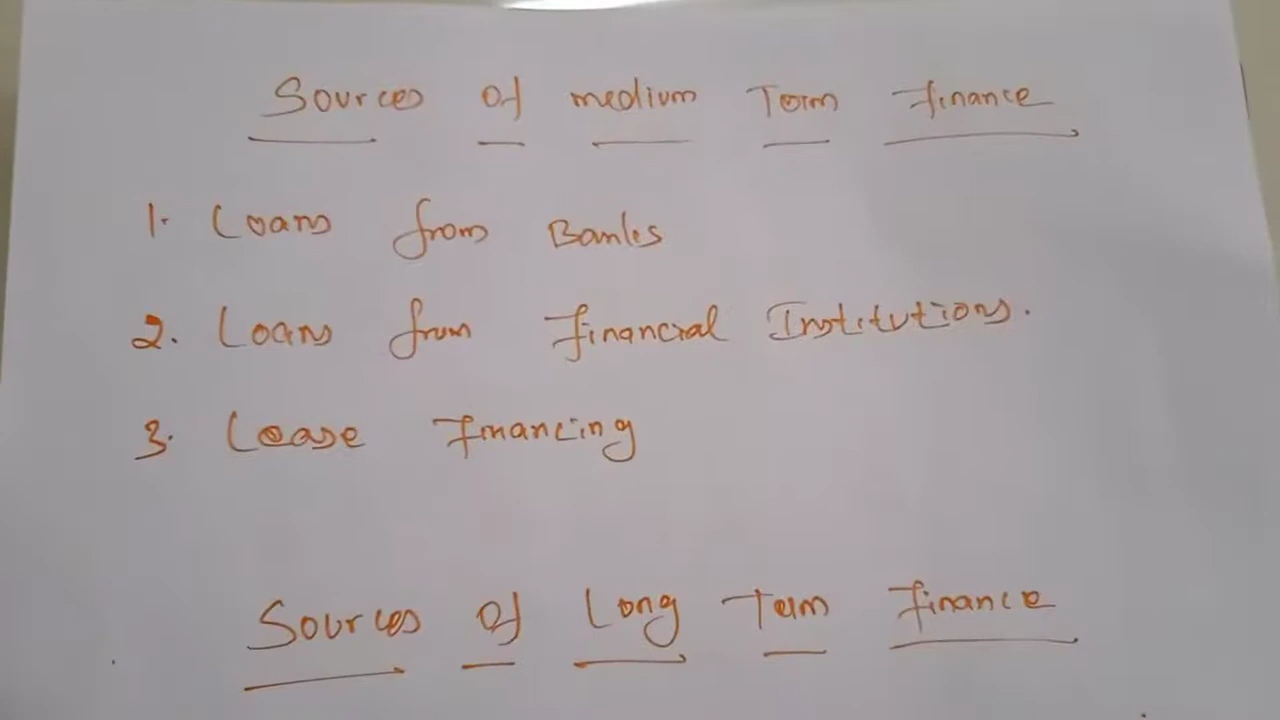 Sources of medium Term Finance
1. Loans from Banks
2. Loans from Financial Institutions.
3. Lease Financing
Sources of Long Term Finance